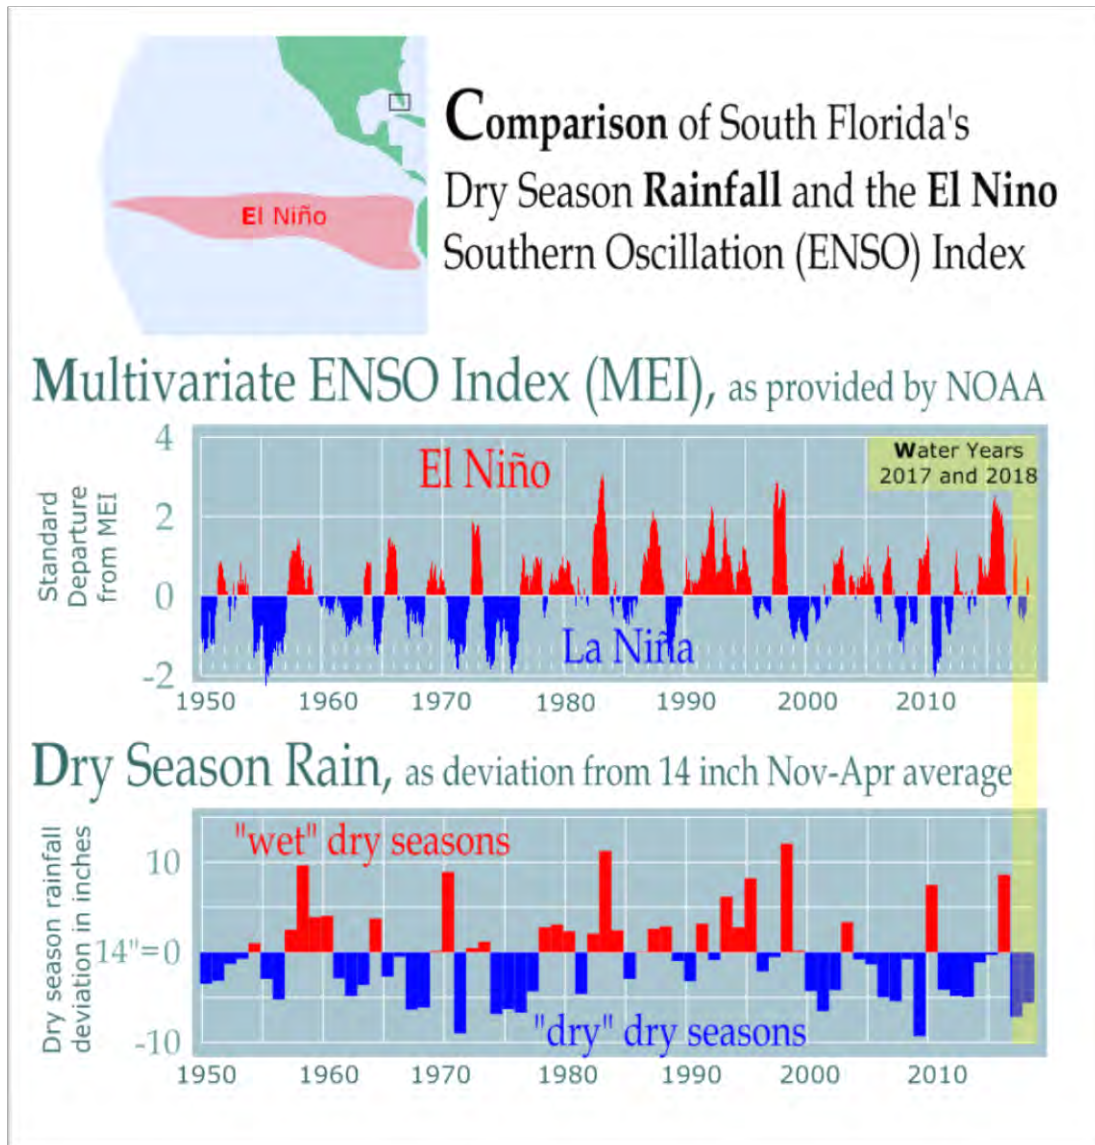 El Niño
Comparison of South Florida's
Dry Season Rainfall and the El Nino
Southern Oscillation (ENSO) Index
Multivariate ENSO Index (MEI), as provided by NOAA
Standard
Departure
from MEI
4
2
0
-2
El Niño
La Niña
Water Years
2017 and 2018
1950 1960 1970 1980 1990 2000 2010
Dry Season Rain, as deviation from 14 inch Nov-Apr average
Dry season rainfall
deviation in inches
10
14"=0
-10
"wet" dry seasons
"dry" dry seasons
1950 1960 1970 1980 1990 2000 2010